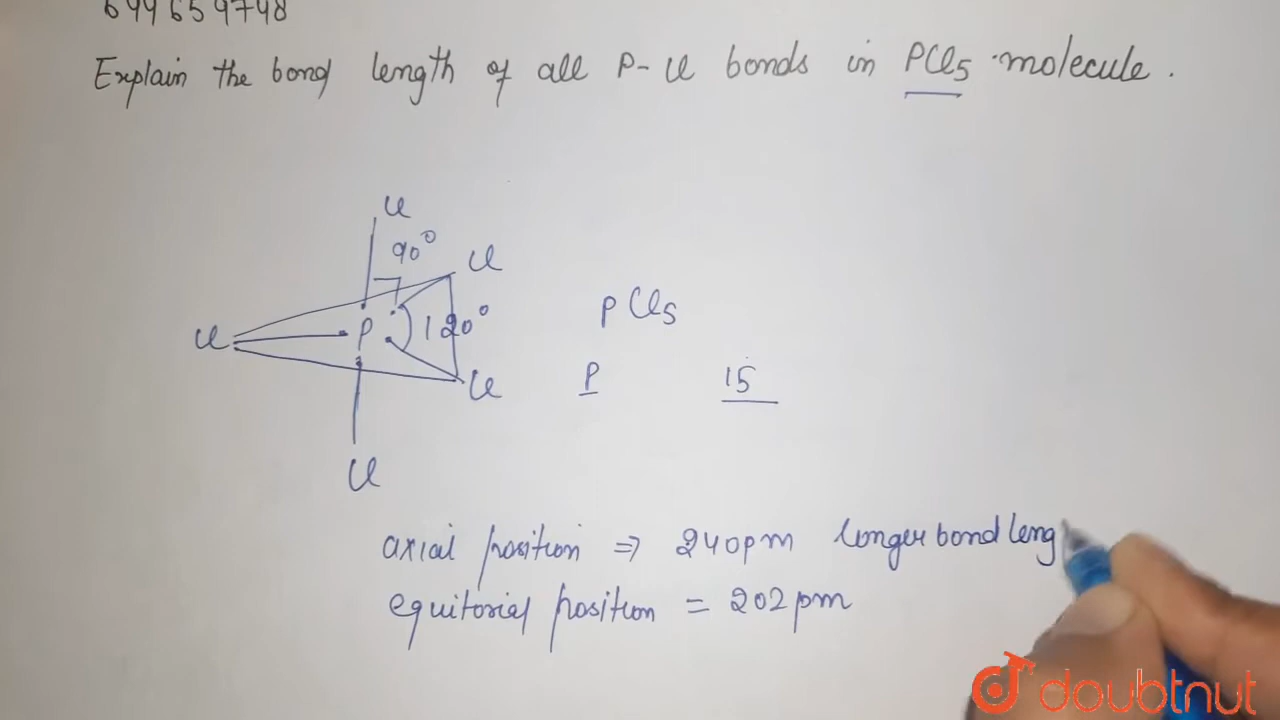 644659748
Explain the bond length of all P-Cl bonds in PCl5 molecule.
Cl
90°
Cl
Cl P 120°
Cl
Cl
PCl5
P 15
axial position ⇒ 240pm longer bond leng
equitorial position = 202pm
doubtnut